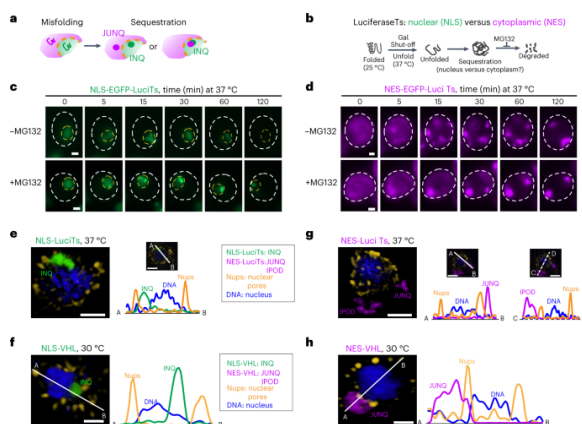 a
Misfolding
Sequestration
JUNQ
INQ
or
INQ
b
LuciferaseTs: nuclear (NLS) versus cytoplasmic (NES)
Gal
Shut-off
Unfold
(37 °C)
MG132
Folded
(25 °C)
Unfolded
Sequestration
(nucleus versus cytoplasm?)
Degraded
c
NLS-EGFP-LuciTs, time (min) at 37 °C
0 5 15 30 60 120
–MG132
+MG132
d
NES-EGFP-Luci Ts, time (min) at 37 °C
0 5 15 30 60 120
–MG132
+MG132
e
NLS-LuciTs, 37 °C
INQ
A
B
Nups
INQ
DNA
A B
NLS-LuciTs: INQ
NES-LuciTs:JUNQ
IPOD
Nups: nuclear
pores
DNA: nucleus
g
NES-Luci Ts, 37 °C
JUNQ
IPOD
A
B
D
C
Nups
DNA
JUNQ
A B
IPOD
Nups
DNA
C D
f
NLS-VHL, 30 °C
A
INQ
B
Nups
DNA
INQ
A B
NLS-VHL: INQ
NES-VHL: JUNQ
IPOD
Nups: nuclear
pores
DNA: nucleus
h
NES-VHL, 30 °C
B
A
JUNQ
JUNQ
Nups
DNA
A B